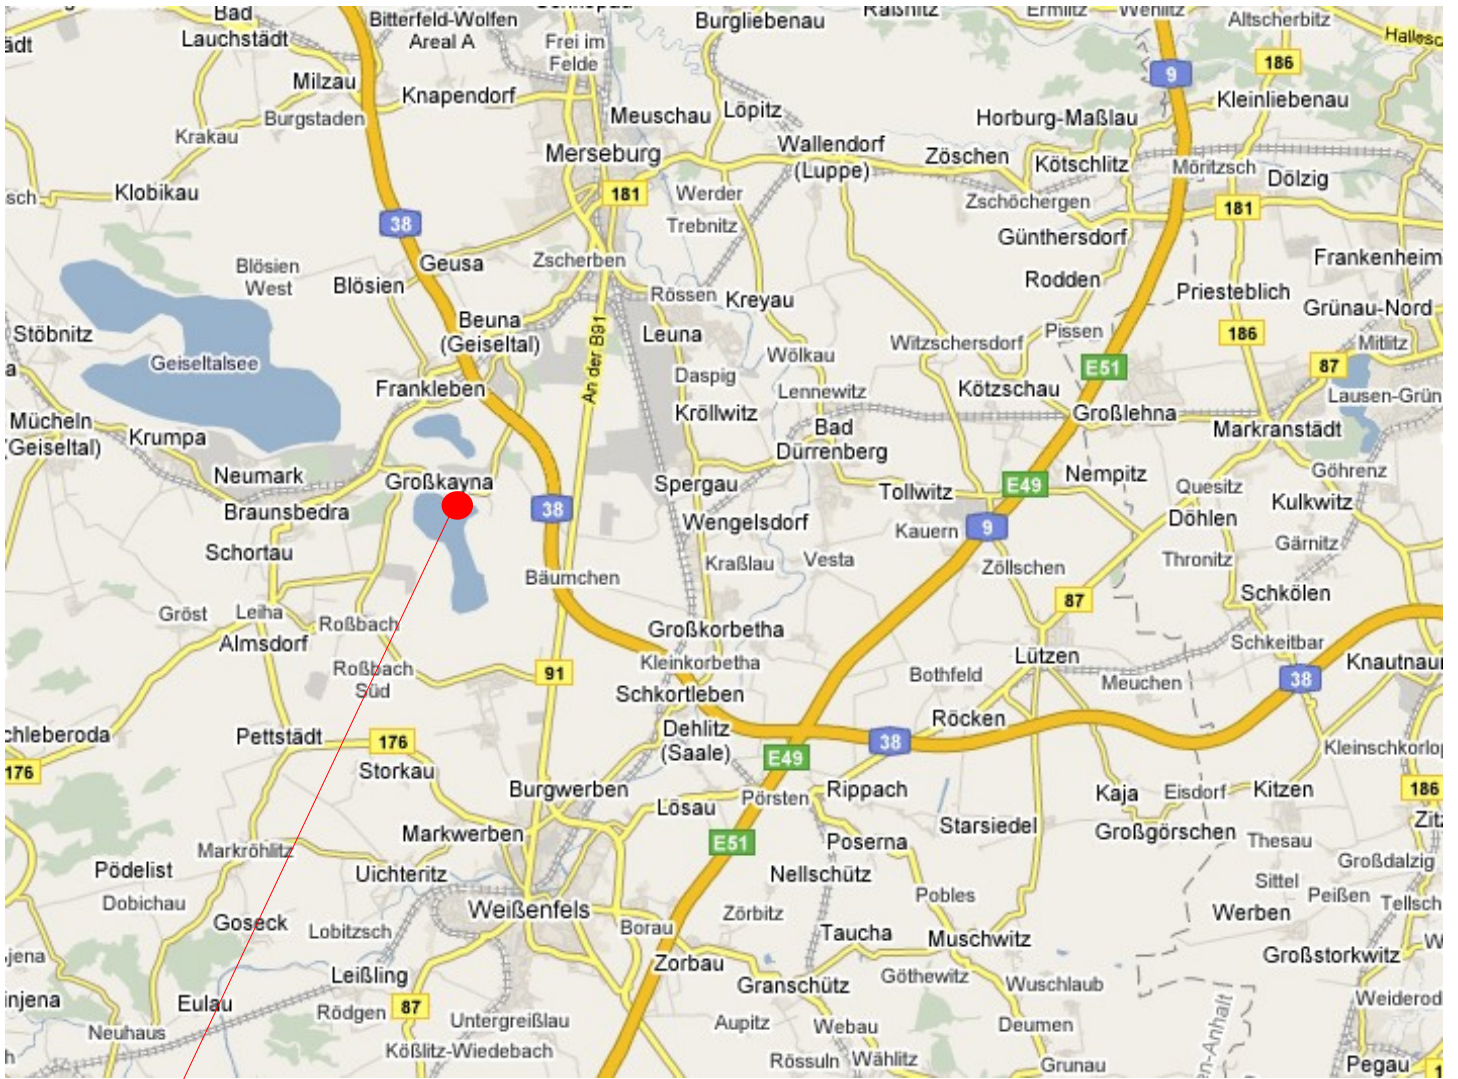 Bad
Lauchstädt
Bitterfeld-Wolfen
Areal A
Frei im
Felde
Burgliebenau
Raßnitz
Ermlitz
Wehlitz
Altscherbitz
ädt
Milzau
Knapendorf
Burgstaden
Krakau
Meuschau
Löpitz
9
186
Kleinliebenau
Horburg-Maßlau
Merseburg
Wallendorf
(Luppe)
Zöschen
Kötschlitz
Möritzsch
Dölzig
sch
Klobikau
181
Werder
Zschöchergen
181
38
Trebnitz
Günthersdorf
Blösien
West
Geusa
Zscherben
Frankenheim
Blösien
Rössen
Kreyau
Rodden
Priesteblich
Grünau-Nord
Stöbnitz
Beuna
(Geiseltal)
An der B91
Leuna
Witzschersdorf
Pissen
186
Mitlitz
Geiseltalsee
Wölkau
E51
87
a
Frankleben
Daspig
Lennewitz
Kötzschau
Lausen-Grün
Mücheln
(Geiseltal)
Krumpa
Kröllwitz
Bad
Dürrenberg
Großlehna
Markranstädt
Neumark
Großkayna
Spergau
Tollwitz
E49
Nempitz
Göhrenz
Quesitz
Kulkwitz
Braunsbedra
38
Wengelsdorf
Kauern
9
Döhlen
Schortau
Kraßlau
Vesta
Zöllschen
Thronitz
Gärnitz
Bäumchen
87
Schkölen
Gröst
Leiha
Roßbach
Großkorbetha
Almsdorf
Schkeitbar
Roßbach
Süd
91
Kleinkorbetha
Lützen
Knautnau
Schkortleben
Bothfeld
Meuchen
38
chleberoda
Pettstädt
176
Dehlitz
(Saale)
Röcken
38
Kleinschkorlop
176
Storkau
E49
Burgwerben
Lösau
Pörsten
Rippach
Kaja
Eisdorf
Kitzen
186
Markwerben
E51
Poserna
Starsiedel
Großgörschen
Zitz
Markröhlitz
Thesau
Pödelist
Uichteritz
Nellschütz
Großdalzig
Dobichau
Pobles
Sittel
Peißen
Tellsch
Goseck
Lobitzsch
Weißenfels
Borau
Zörbitz
Werben
Taucha
Muschwitz
W
jena
Leißling
Zorbau
Großstorkwitz
Granschütz
Göthewitz
Wuschlaub
injena
Eulau
Rödgen
87
Weiderod
Neuhaus
Untergreißlau
Aupitz
Webau
Deumen
Kößlitz-Wiedebach
Rössuln
Wählitz
Grunau
en-Anhalt
Pegau
1
h